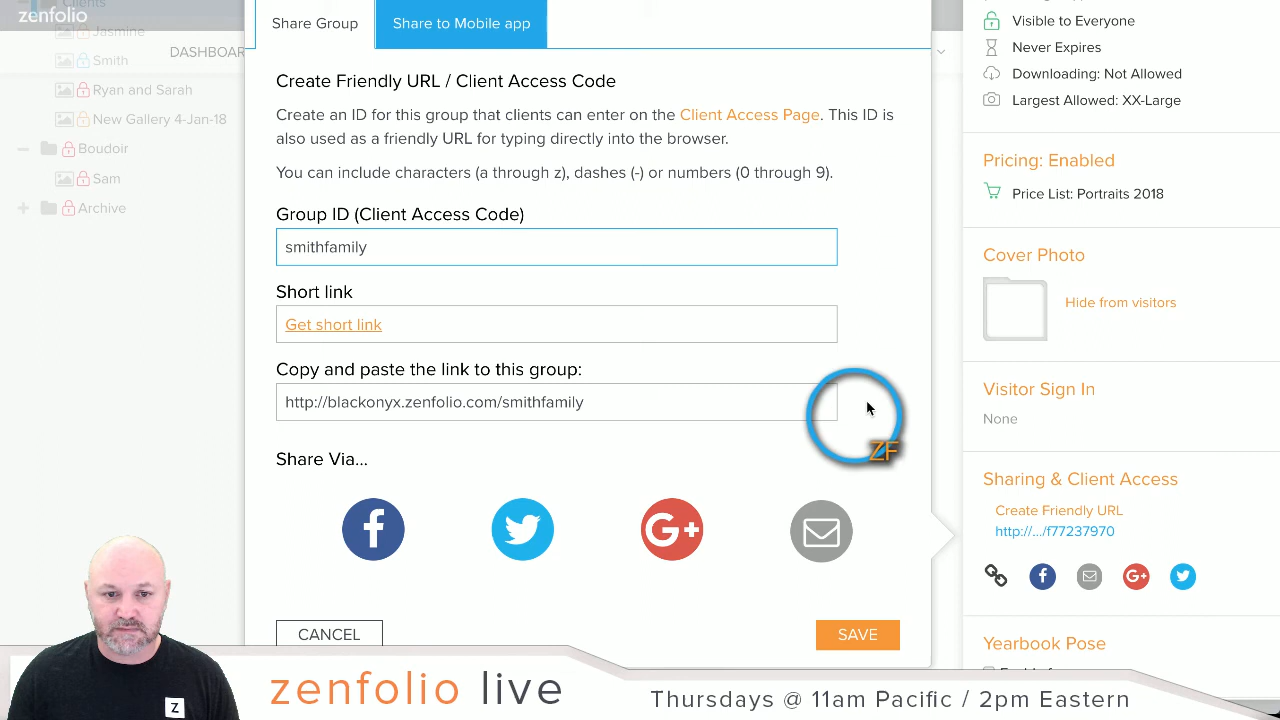 zenfolio
Clients
Jasmine
Smith
Ryan and Sarah
New Gallery 4-Jan-18
Boudoir
Sam
Archive
DASHBOAR
Share Group
Share to Mobile app
Create Friendly URL / Client Access Code
Create an ID for this group that clients can enter on the Client Access Page. This ID is
also used as a friendly URL for typing directly into the browser.
You can include characters (a through z), dashes (-) or numbers (0 through 9).
Group ID (Client Access Code)
smithfamily
Short link
Get short link
Copy and paste the link to this group:
http://blackonyx.zenfolio.com/smithfamily
ZF
Share Via...
f
G+
CANCEL
SAVE
Visible to Everyone
Never Expires
Downloading: Not Allowed
Largest Allowed: XX-Large
Pricing: Enabled
Price List: Portraits 2018
Cover Photo
Hide from visitors
Visitor Sign In
None
Sharing & Client Access
Create Friendly URL
http://.../f77237970
f
G+
Yearbook Pose
Z
zenfolio live
Thursdays @ 11am Pacific / 2pm Eastern